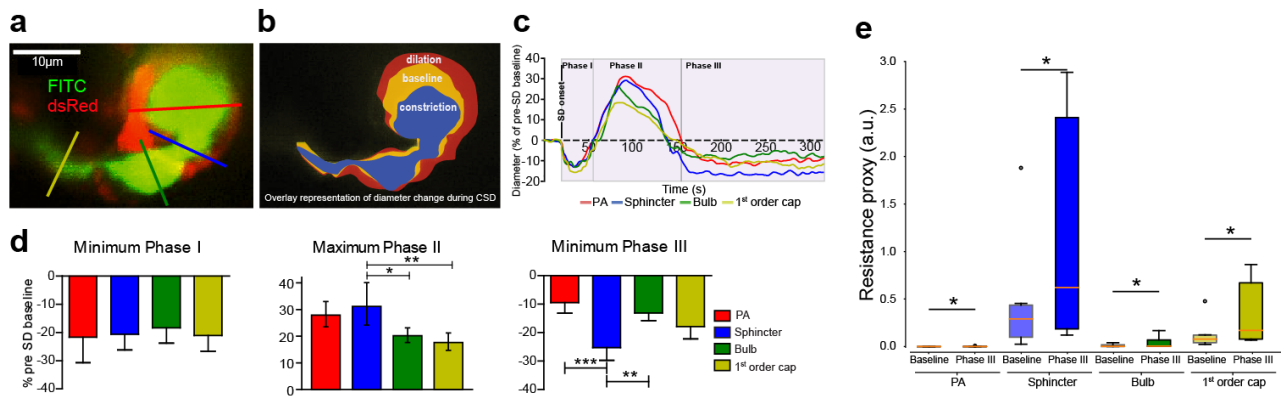 a
10μm
FITC
dsRed
b
dilation
baseline
constriction
Overlay representation of diameter change during CSD
c
Diameter (% of pre-SD baseline)
40
30
20
10
0
-10
-20
SD onset
Phase I
Phase II
Phase III
50
100
150
200
250
300
Time (s)
PA
Sphincter
Bulb
1st order cap
d
Minimum Phase I
% pre SD baseline
0
-10
-20
-30
-40
Maximum Phase II
0
10
20
30
40
*
**
Minimum Phase III
0
-10
-20
-30
-40
***
**
PA
Sphincter
Bulb
1st order cap
e
Resistance proxy (a.u.)
3.0
2.5
2.0
1.5
1.0
0.5
0.0
*
*
*
*
Baseline Phase III
Baseline Phase III
Baseline Phase III
Baseline Phase III
PA
Sphincter
Bulb
1st order cap